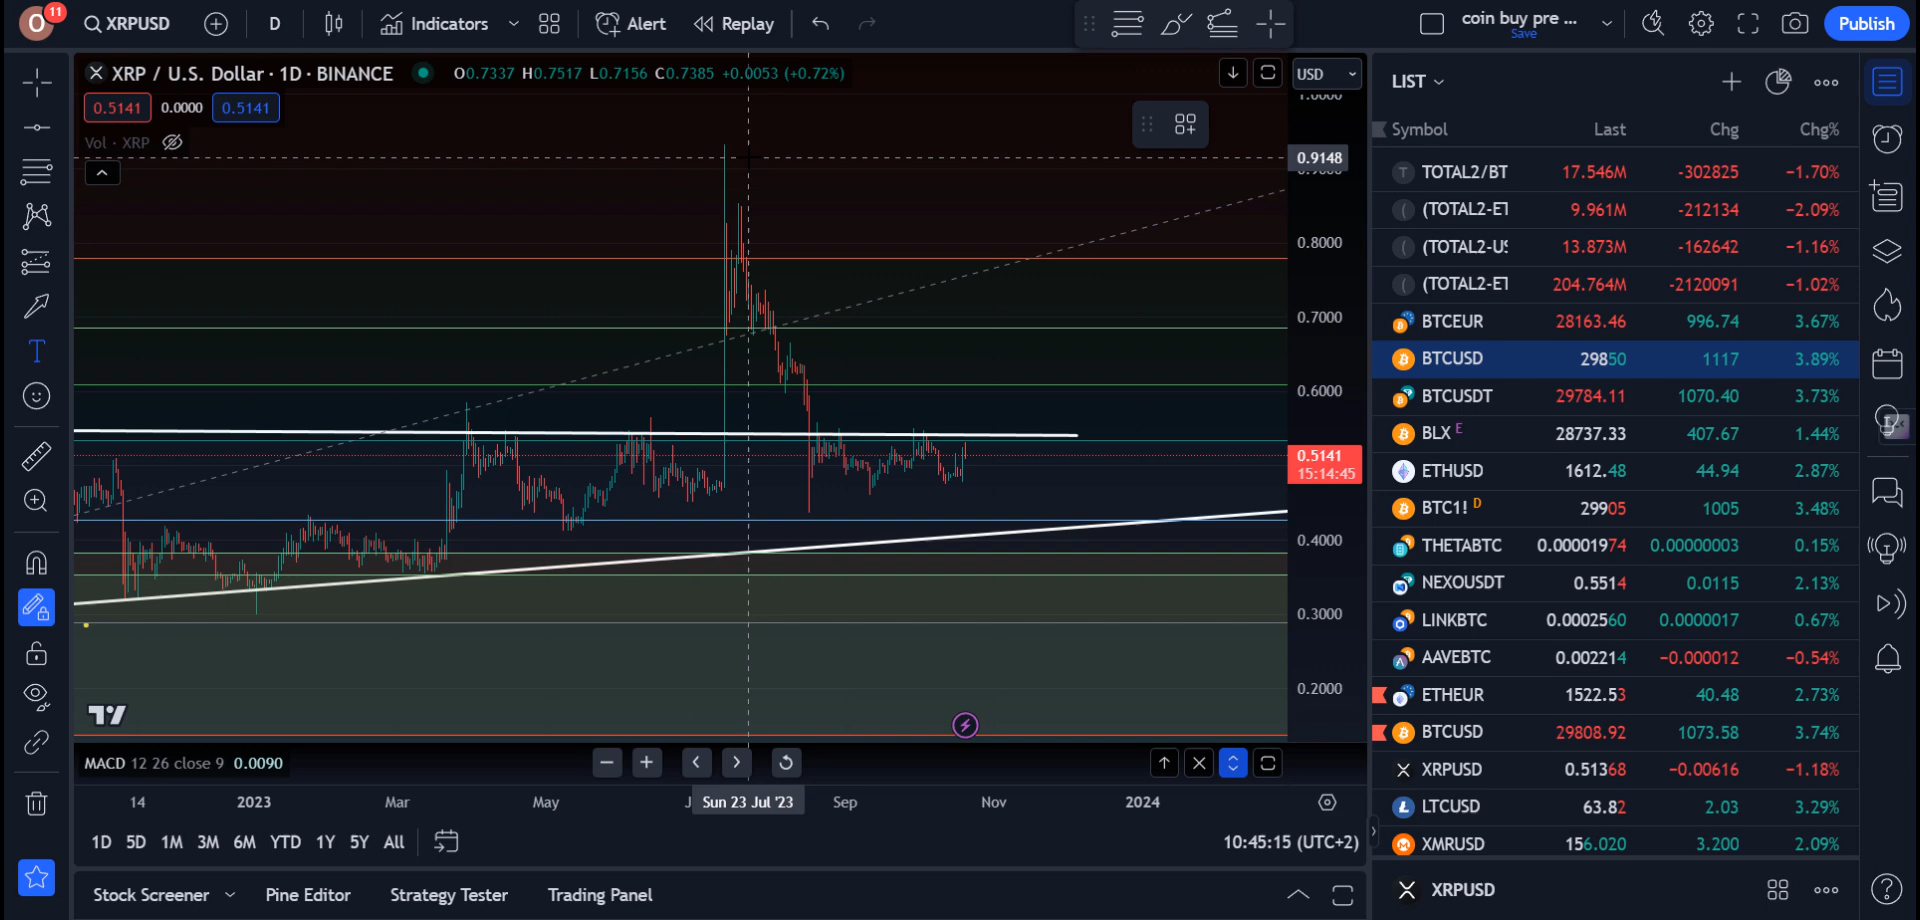 O 11 XRPUSD D Indicators Alert Replay coin buy pre ... Save Publish
XRP / U.S. Dollar · 1D · BINANCE O0.7337 H0.7517 L0.7156 C0.7385 +0.0053 (+0.72%) USD
0.5141 0.0000 0.5141
Vol · XRP
1.0000
0.9148
0.9000
0.8000
0.7000
0.6000
0.5141
15:14:45
0.4000
0.3000
0.2000
MACD 12 26 close 9 0.0090
14 2023 Mar May J Sun 23 Jul '23 Sep Nov 2024
1D 5D 1M 3M 6M YTD 1Y 5Y All 10:45:15 (UTC+2)
Stock Screener Pine Editor Strategy Tester Trading Panel
LIST
Symbol Last Chg Chg%
TOTAL2/BT 17.546M -302825 −1.70%
(TOTAL2-ET 9.961M -212134 −2.09%
(TOTAL2-US 13.873M -162642 −1.16%
(TOTAL2-ET 204.764M -2120091 −1.02%
BTCEUR 28163.46 996.74 3.67%
BTCUSD 29850 1117 3.89%
BTCUSDT 29784.11 1070.40 3.73%
BLX E 28737.33 407.67 1.44%
ETHUSD 1612.48 44.94 2.87%
BTC1! D 29905 1005 3.48%
THETABTC 0.00001974 0.00000003 0.15%
NEXOUSDT 0.5514 0.0115 2.13%
LINKBTC 0.0002560 0.0000017 0.67%
AAVEBTC 0.002214 −0.000012 −0.54%
ETHEUR 1522.53 40.48 2.73%
BTCUSD 29808.92 1073.58 3.74%
XRPUSD 0.51368 −0.00616 −1.18%
LTCUSD 63.82 2.03 3.29%
XMRUSD 156.020 3.200 2.09%
XRPUSD